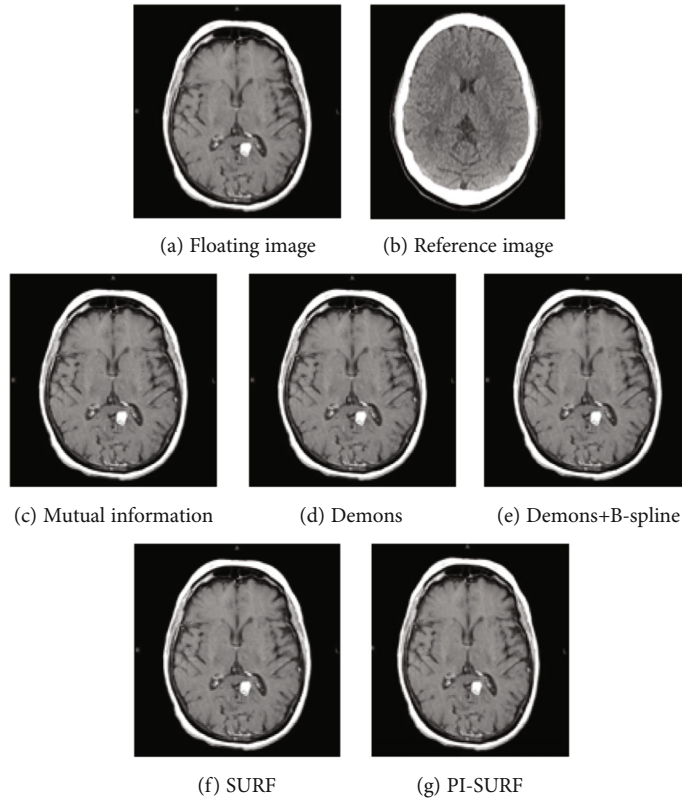 (a) Floating image
(b) Reference image
(c) Mutual information
(d) Demons
(e) Demons+B-spline
(f) SURF
(g) PI-SURF